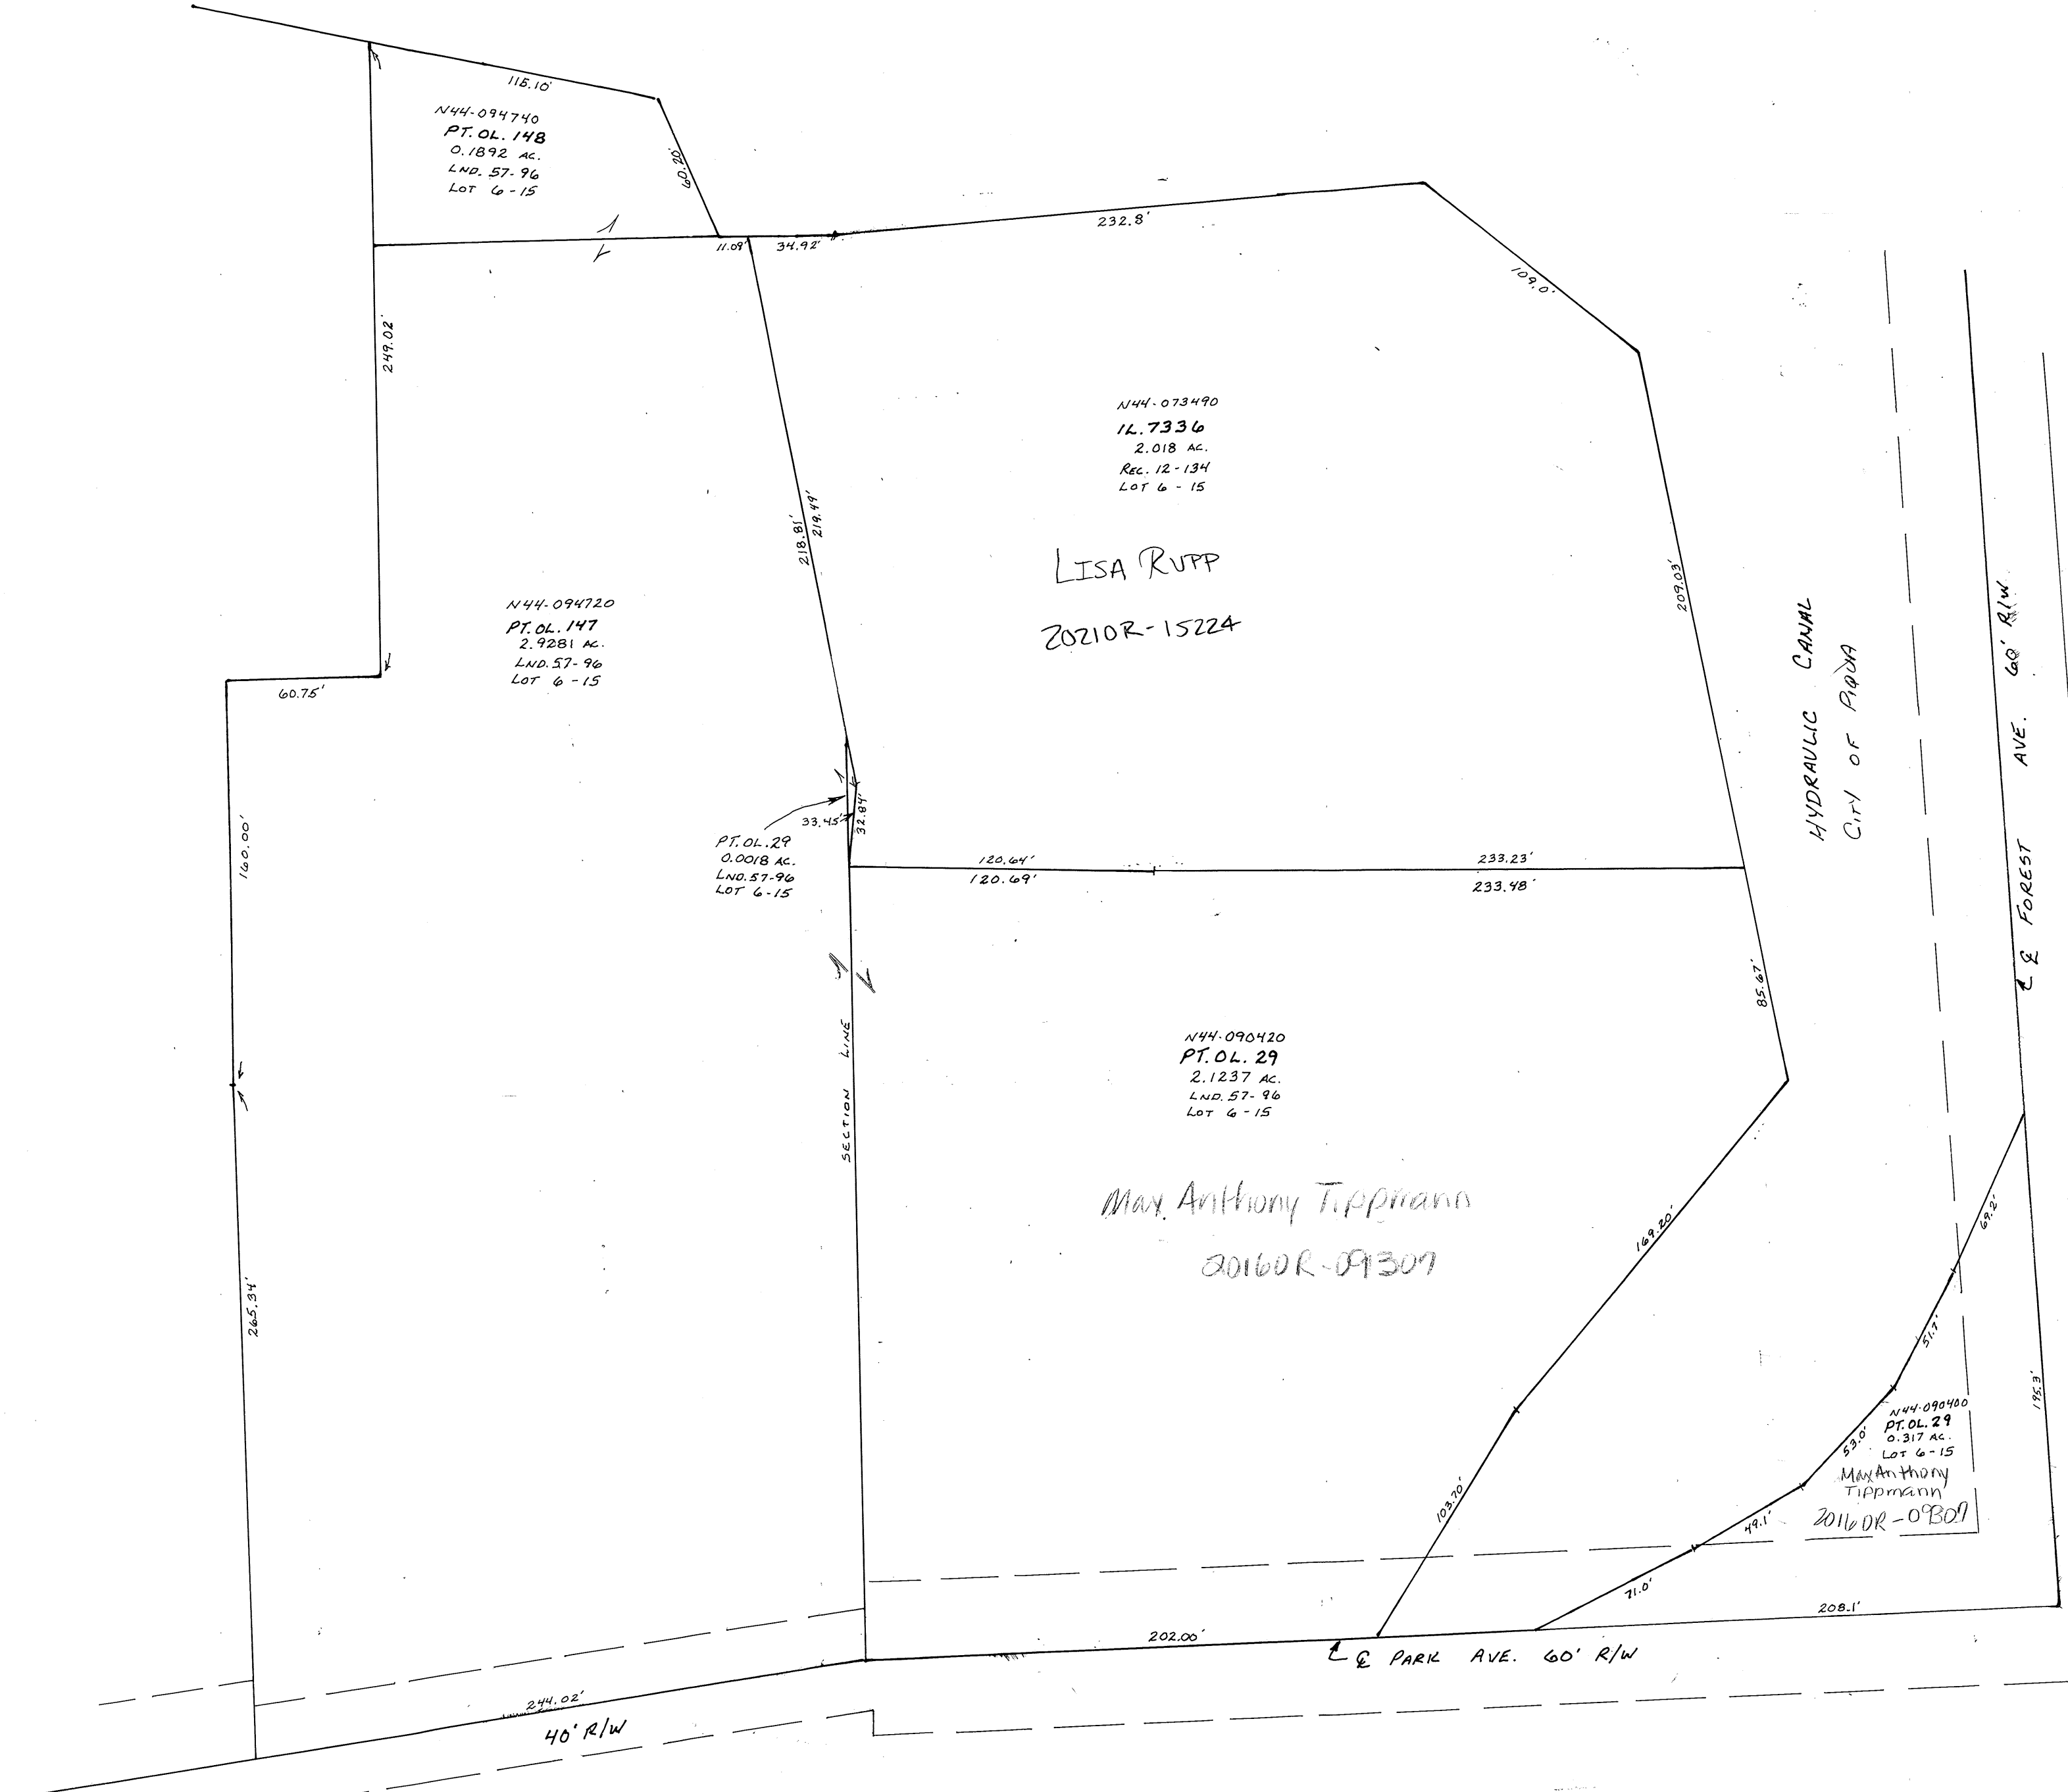 115.10'
N44-094740
PT. OL. 148
0.1892 AC.
LND. 57-96
LOT 6-15
60.20'
11.09'
34.92'
232.8'
109.0'
249.02'
N44-073490
IL. 7336
2.018 AC.
REC. 12-134
LOT 6-15
218.81'
219.49'
LISA RUPP
2021OR-15224
209.03'
N44-094720
PT. OL. 147
2.9281 AC.
LND. 57-96
LOT 6-15
60.75'
HYDRAULIC CANAL
CITY OF PIQUA
℄ FOREST AVE. 60' R/W
160.00'
33.45'
32.84'
PT. OL. 29
0.0018 AC.
LND. 57-96
LOT 6-15
120.64'
233.23'
120.69'
233.48'
85.67'
SECTION LINE
N44-090420
PT. OL. 29
2.1237 AC.
LND. 57-96
LOT 6-15
Max Anthony Tippmann
2016OR-09307
169.20'
69.2'
51.7'
265.34'
195.3'
N44-090400
PT. OL. 29
0.317 AC.
LOT 6-15
Max Anthony
Tippmann
2016OR-09307
53.0'
103.70'
49.1'
71.0'
208.1'
202.00'
℄ PARK AVE. 60' R/W
244.02'
40' R/W